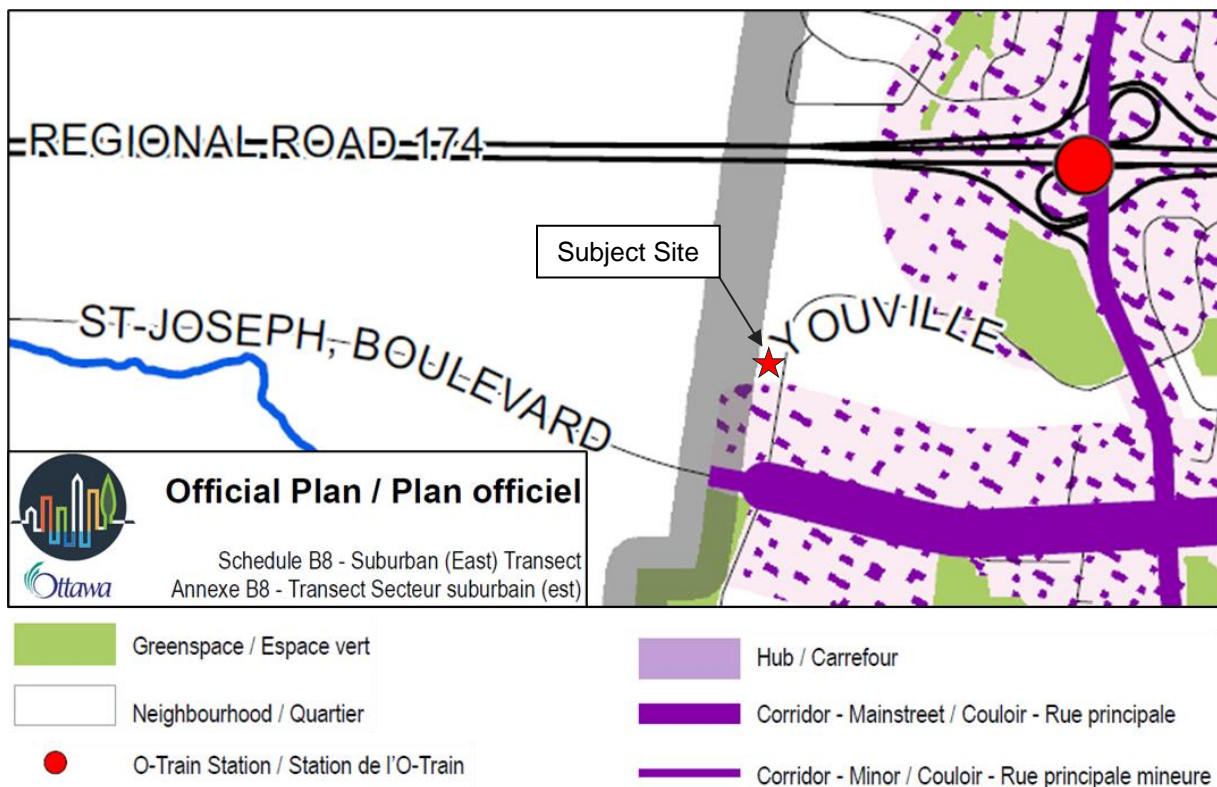 REGIONAL ROAD 174
Subject Site
ST-JOSEPH, BOULEVARD
YOUVILLE
Official Plan / Plan officiel
Schedule B8 - Suburban (East) Transect
Annexe B8 - Transect Secteur suburbain (est)
Ottawa
Greenspace / Espace vert
Neighbourhood / Quartier
O-Train Station / Station de l'O-Train
Hub / Carrefour
Corridor - Mainstreet / Couloir - Rue principale
Corridor - Minor / Couloir - Rue principale mineure